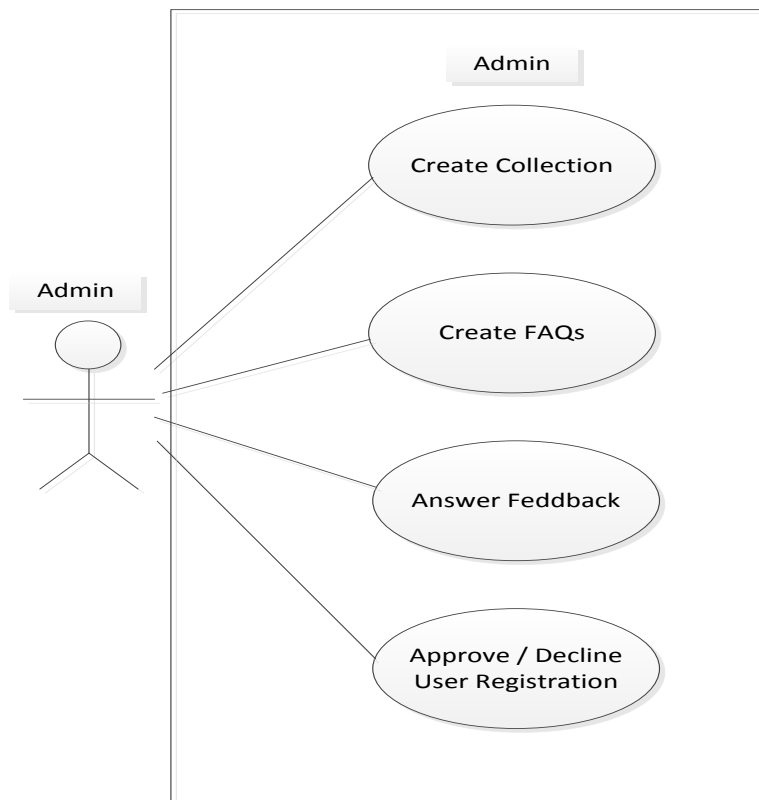 Admin
Create Collection
Admin
Create FAQs
Answer Feddback
Approve / Decline
User Registration